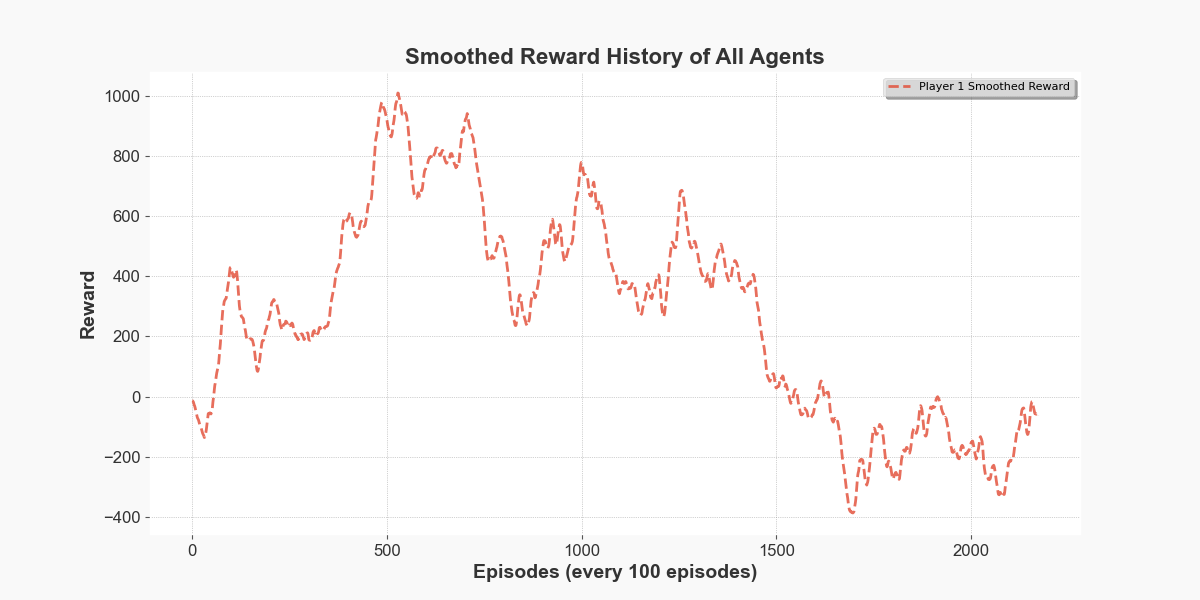 Smoothed Reward History of All Agents
Player 1 Smoothed Reward
Reward
1000
800
600
400
200
0
−200
−400
0 500 1000 1500 2000
Episodes (every 100 episodes)